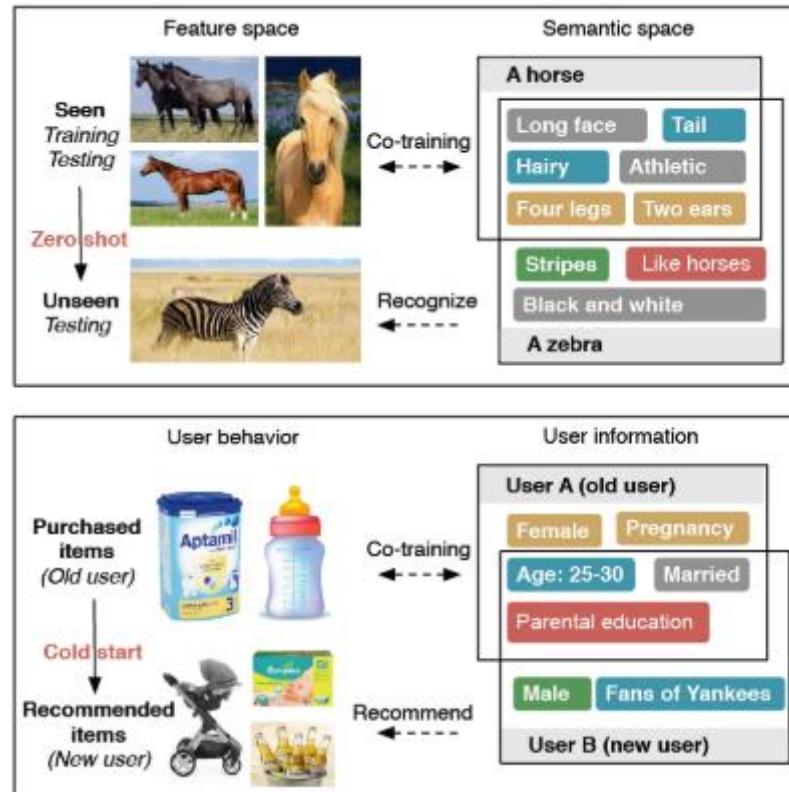 Feature space
Semantic space
Seen
Training
Testing
Zero shot
Unseen
Testing
Co-training
Recognize
A horse
Long face
Tail
Hairy
Athletic
Four legs
Two ears
Stripes
Like horses
Black and white
A zebra
User behavior
User information
Purchased
items
(Old user)
Cold start
Recommended
items
(New user)
Aptamil
3
Co-training
Recommend
User A (old user)
Female
Pregnancy
Age: 25-30
Married
Parental education
Male
Fans of Yankees
User B (new user)